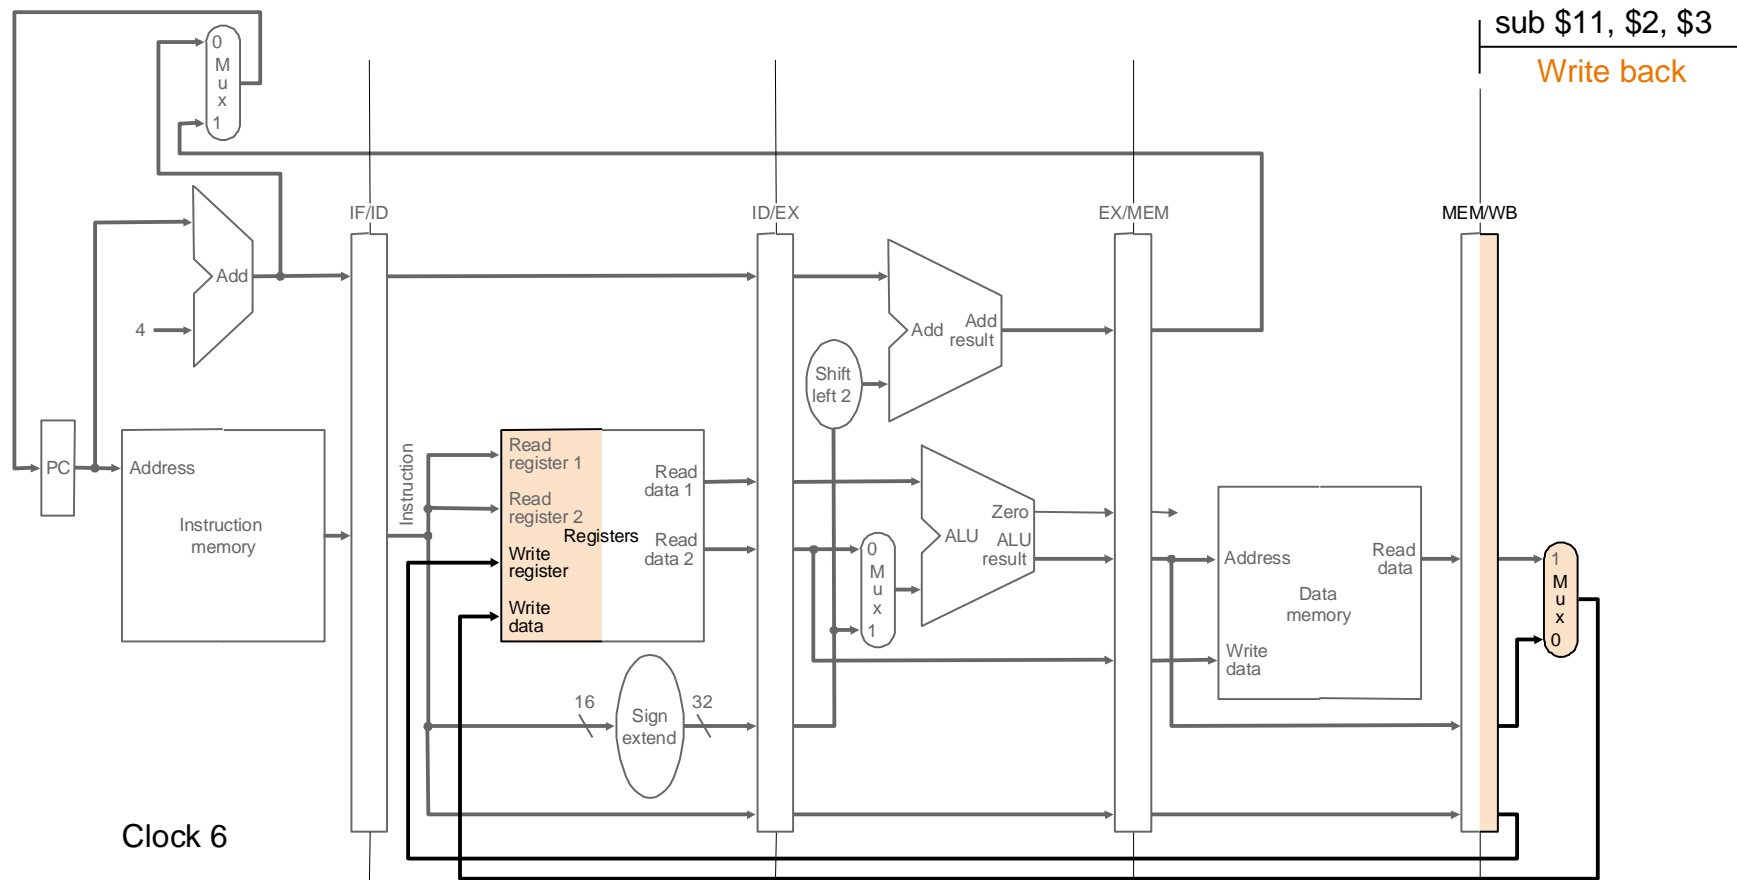 sub $11, $2, $3
Write back
0
M
u
x
1
IF/ID
ID/EX
EX/MEM
MEM/WB
Add
4
Add
Add
result
Shift
left 2
PC
Address
Instruction
memory
Instruction
Read
register 1
Read
register 2
Registers
Write
register
Write
data
Read
data 1
Read
data 2
0
M
u
x
1
Zero
ALU
ALU
result
Address
Read
data
Data
memory
Write
data
1
M
u
x
0
16
Sign
extend
32
Clock 6